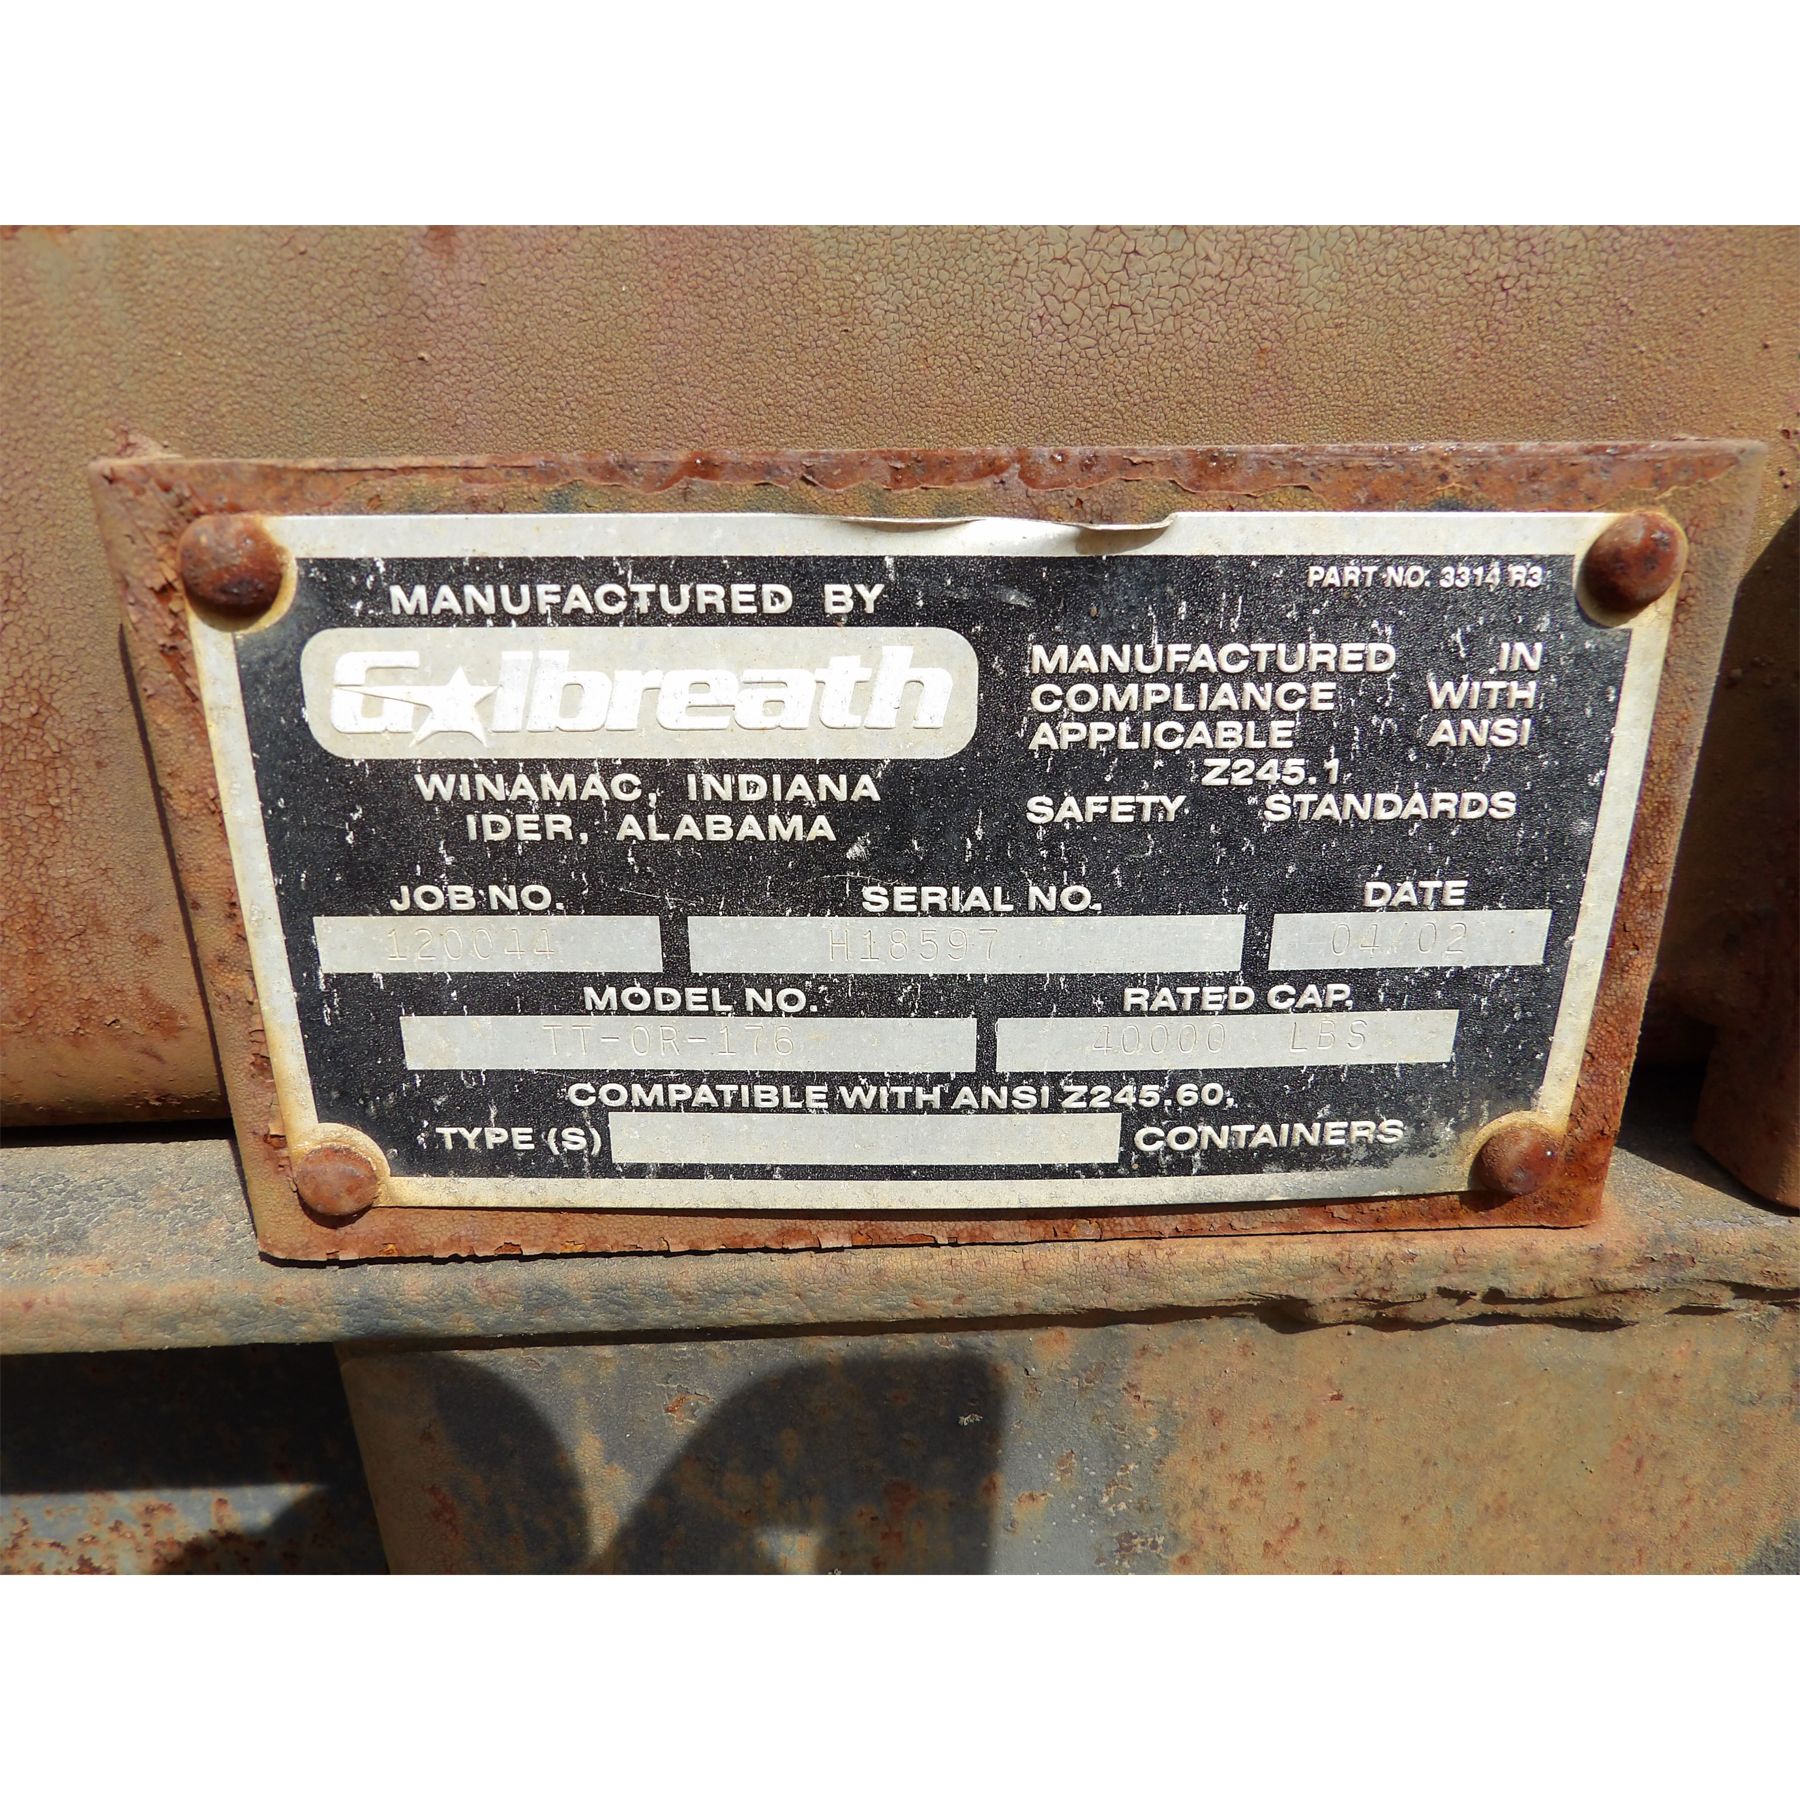 PART NO. 3314 R3
MANUFACTURED BY
Galbreath
WINAMAC, INDIANA
IDER, ALABAMA
MANUFACTURED IN
COMPLIANCE WITH
APPLICABLE ANSI
Z245.1
SAFETY STANDARDS
JOB NO. SERIAL NO. DATE
120044 H18597 04/02
MODEL NO. RATED CAP.
TT-OR-176 40000 LBS
COMPATIBLE WITH ANSI Z245.60,
TYPE (S) CONTAINERS